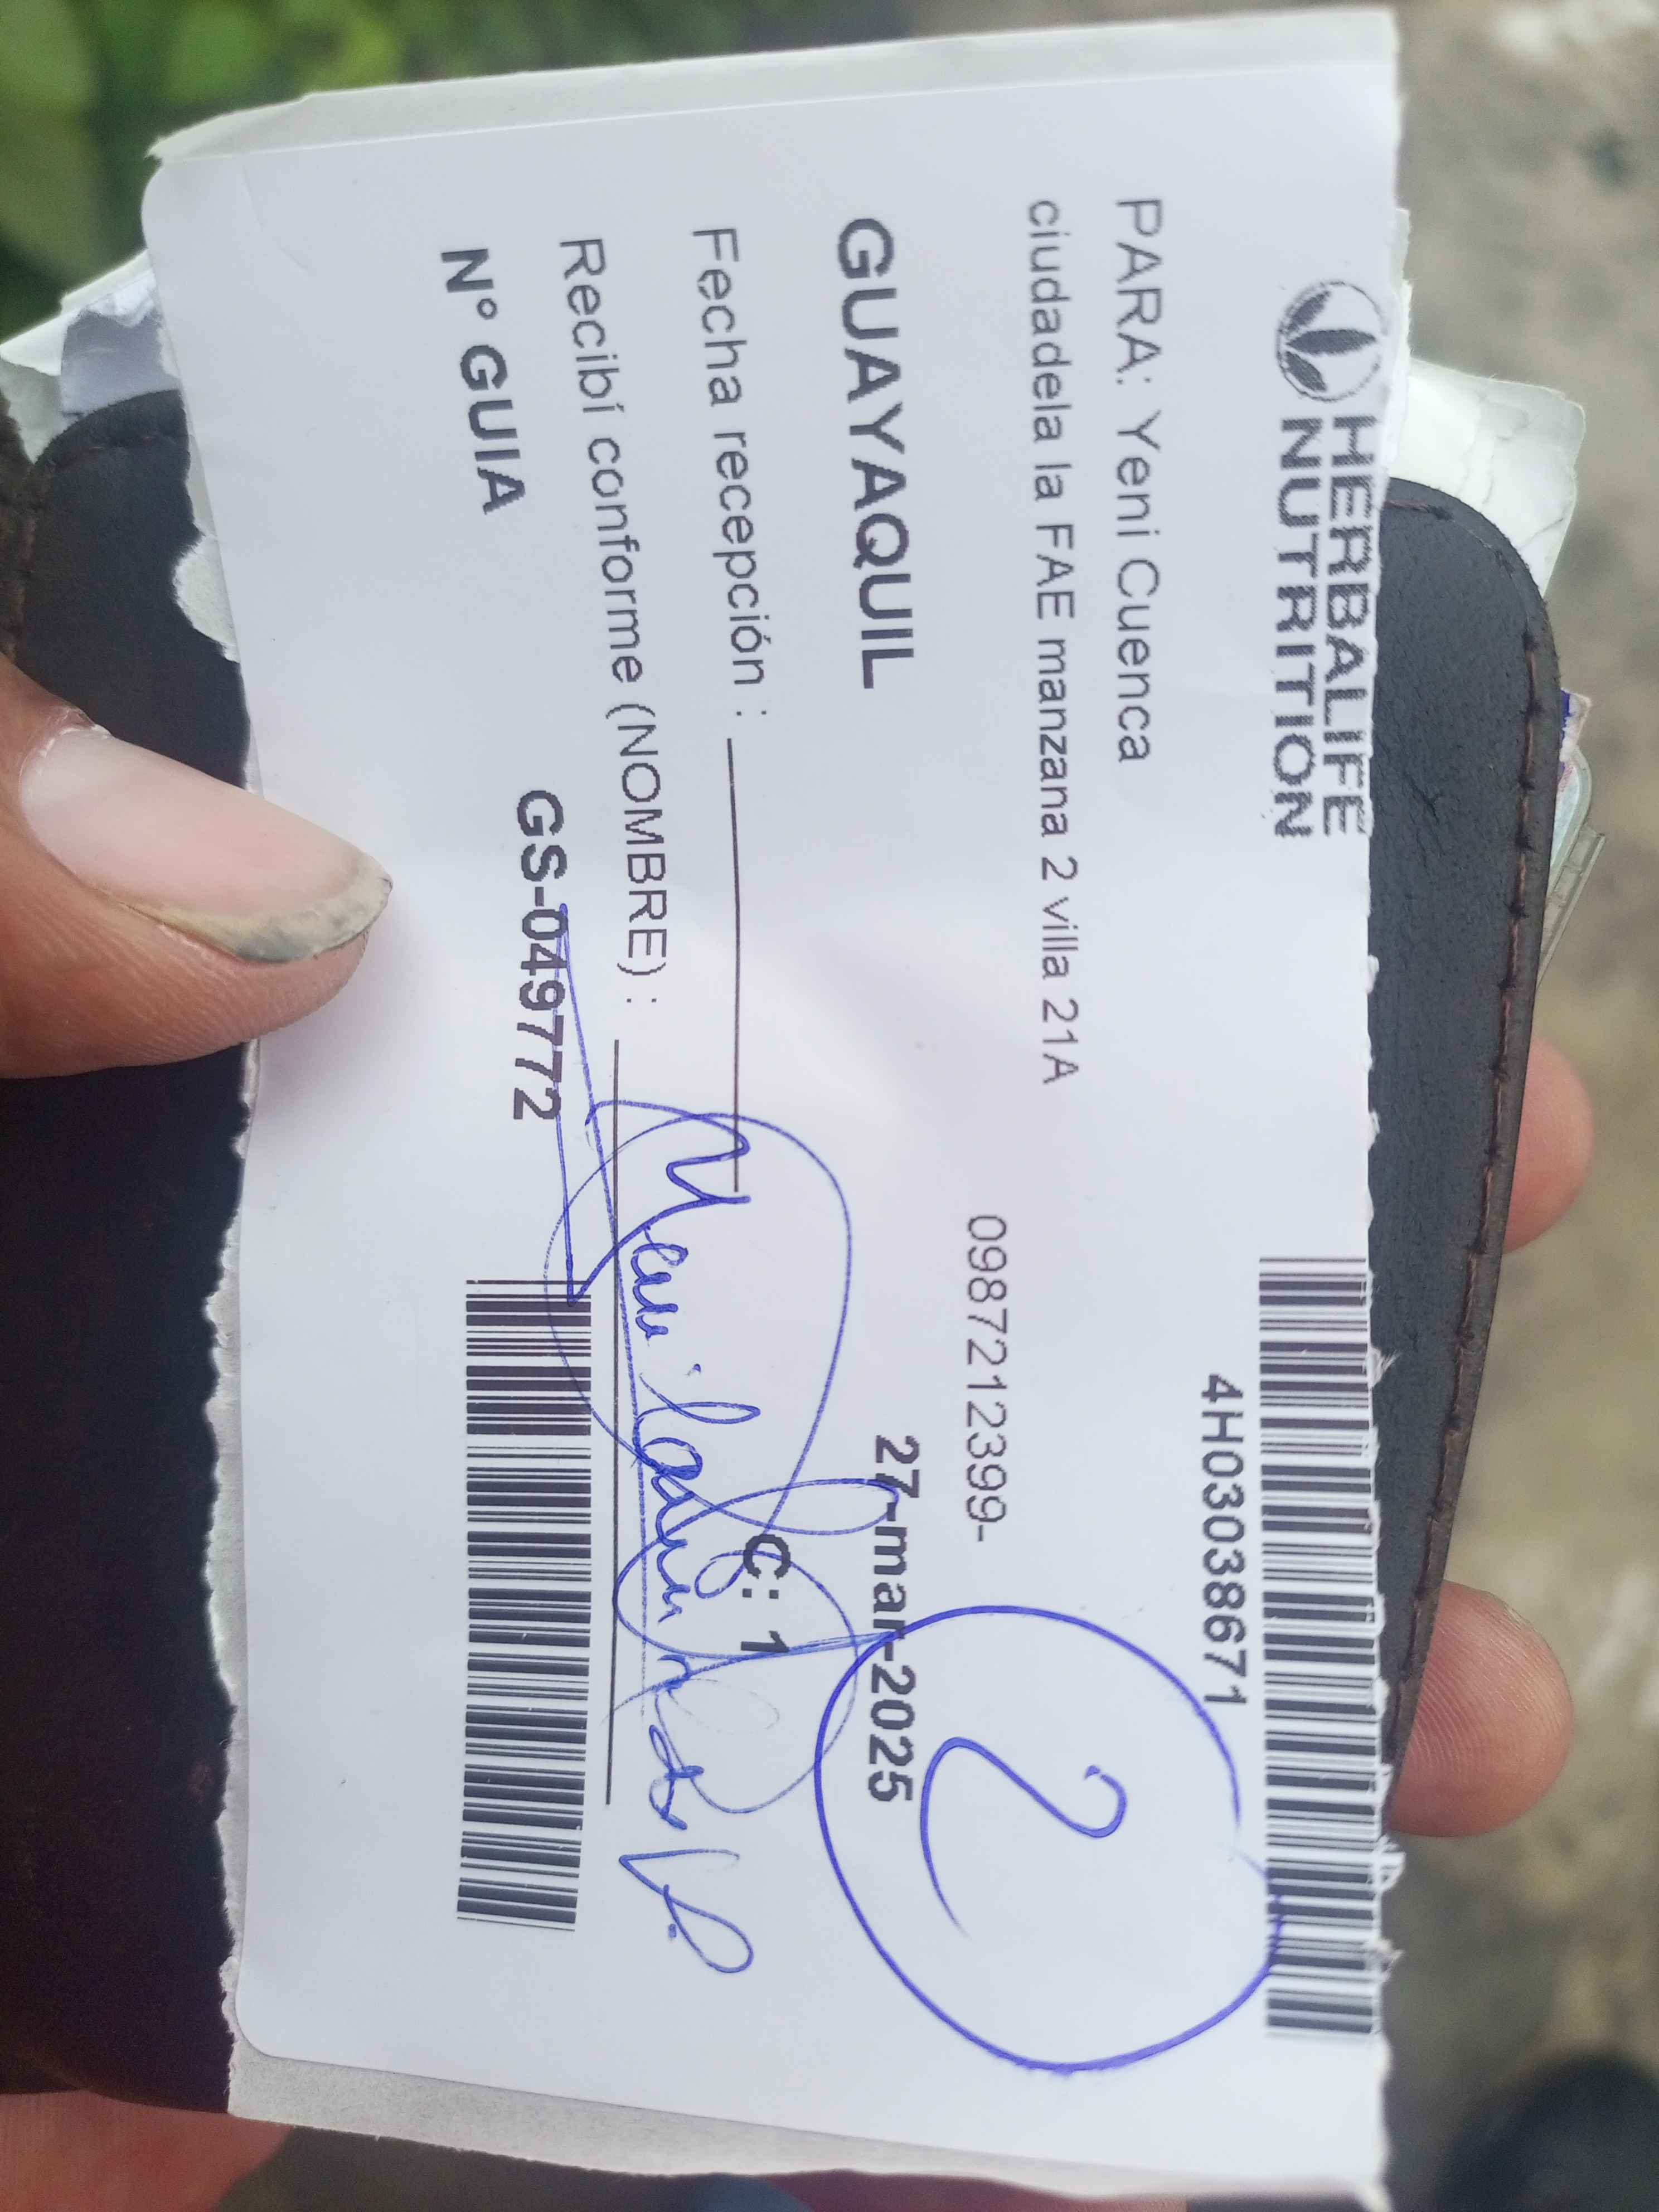 HERBALIFE
NUTRITION
4H03038671
PARA: Yeni Cuenca
ciudadela la FAE manzana 2 villa 21A
0987212399-
2
GUAYAQUIL
27-mar-2025
Fecha recepción :
C: 1
Recibí conforme (NOMBRE) :
N° GUIA
GS-049772